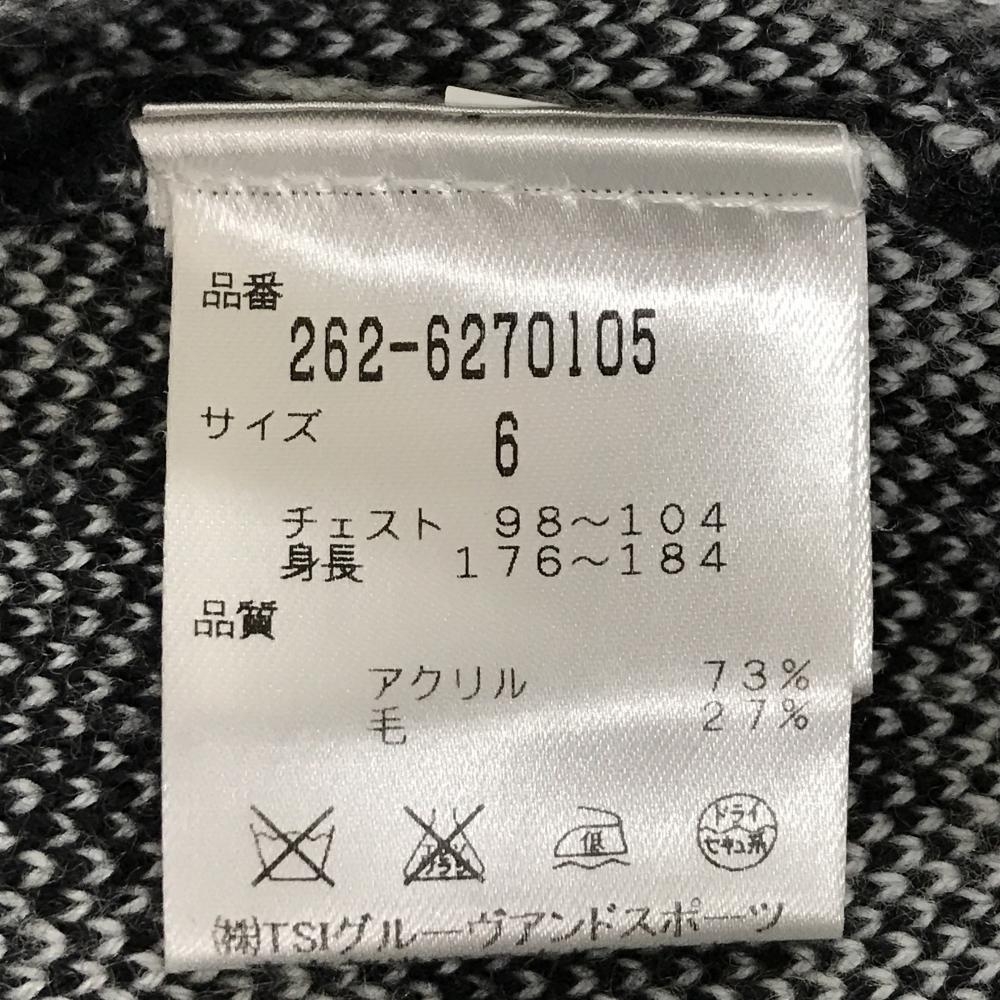 品番
262-6270105
サイズ 6
チェスト 98～104
身長 176～184
品質
アクリル 73%
毛 27%
低 ドライ
セキュ系
㈱TSIグルーヴアンドスポーツ